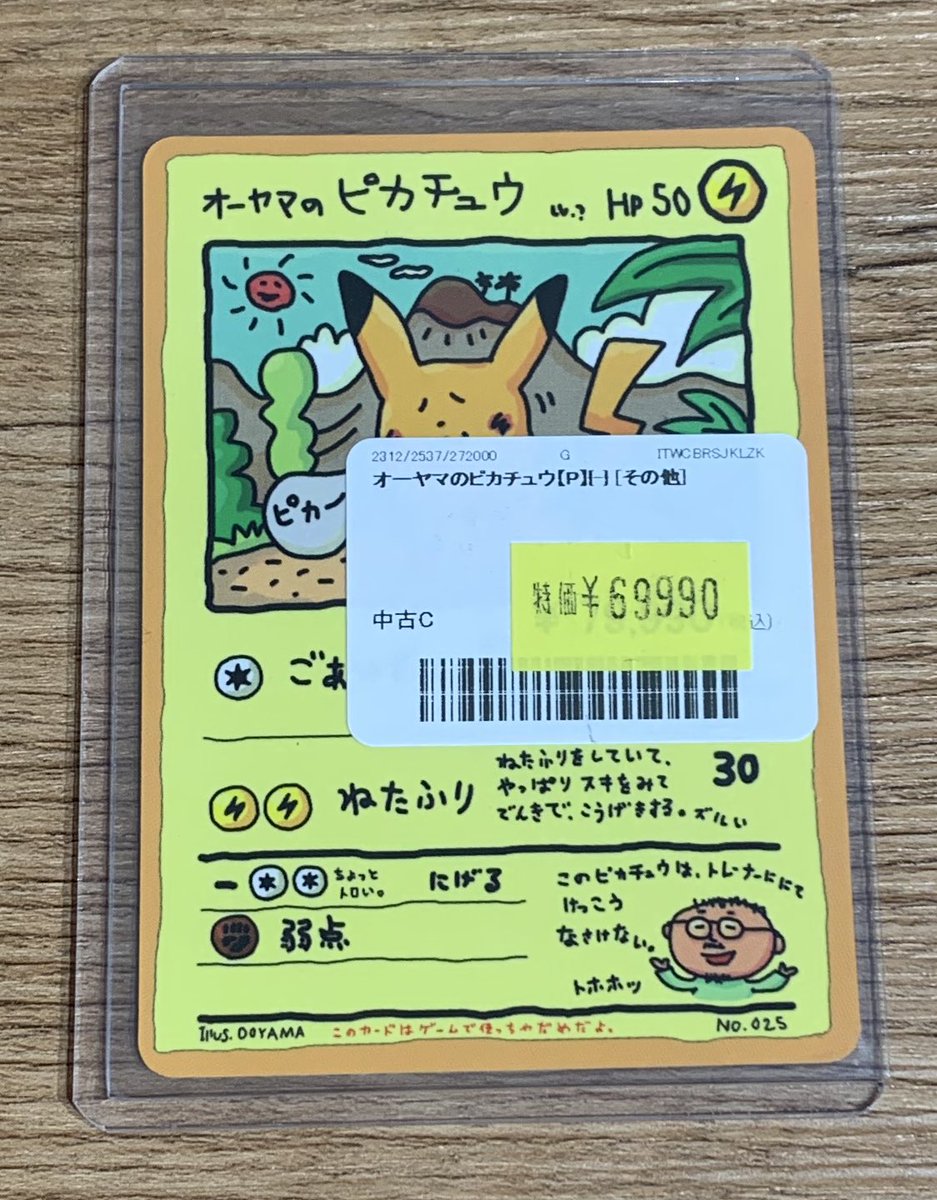 オーヤマの ピカチュウ Lv.? HP 50
2312/2537/272000 G ITWCBRSJKLZK
オーヤマのピカチュウ【P】{-} [その他]
ピカー
特価¥69990
中古C 込)
ごあ
ねたふり
ねたふりをしていて、
やっぱり スキをみて
でんきで、こうげきする。ズルい
30
ー ちょっと
トロい。
にげる
弱点
このピカチュウは、トレーナーににて
けっこう
なさけない。
トホホッ
Illus. OOYAMA このカードはゲームで使っちゃだめだよ。 NO. 025